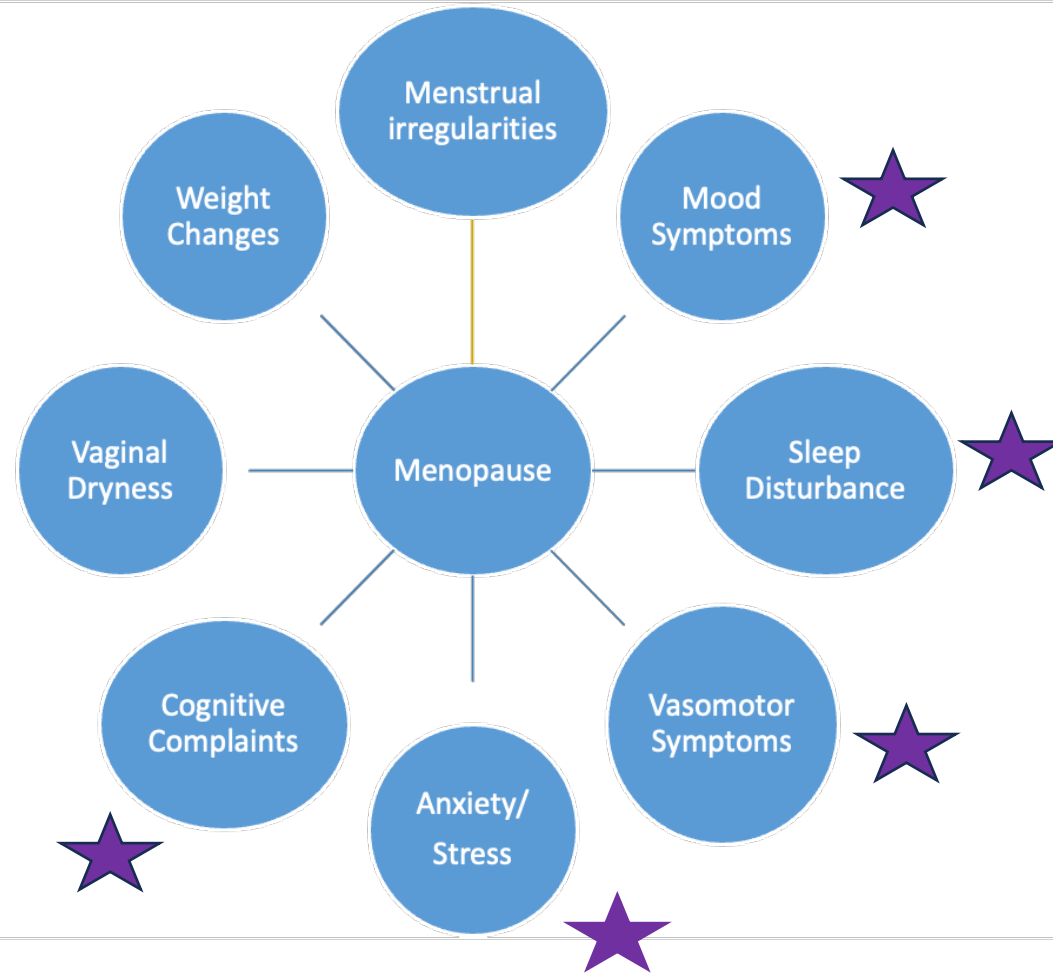 Menstrual
irregularities
Mood
Symptoms
Sleep
Disturbance
Vasomotor
Symptoms
Anxiety/
Stress
Cognitive
Complaints
Vaginal
Dryness
Weight
Changes
Menopause